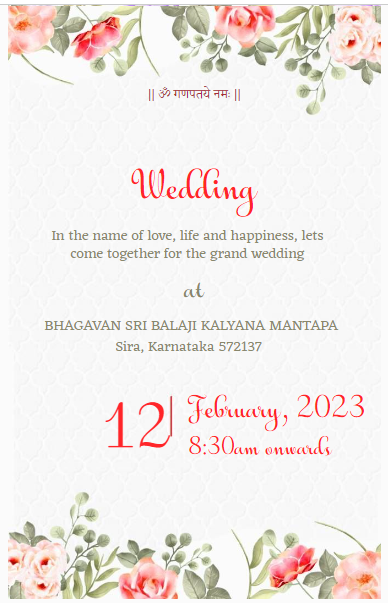 || ॐ गणपतये नमः ||
Wedding
In the name of love, life and happiness, lets
come together for the grand wedding
at
BHAGAVAN SRI BALAJI KALYANA MANTAPA
Sira, Karnataka 572137
12
February, 2023
8:30am onwards